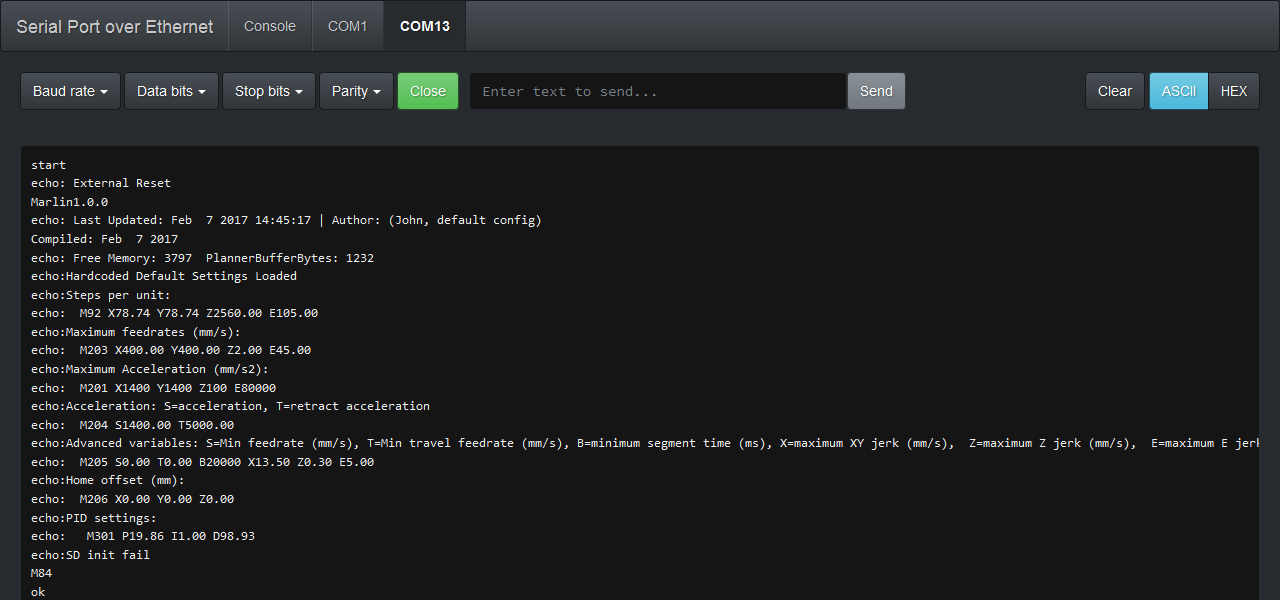 Serial Port over Ethernet Console COM1 COM13
Baud rate Data bits Stop bits Parity Close Enter text to send... Send Clear ASCII HEX
start
echo: External Reset
Marlin1.0.0
echo: Last Updated: Feb  7 2017 14:45:17 | Author: (John, default config)
Compiled: Feb  7 2017
echo: Free Memory: 3797  PlannerBufferBytes: 1232
echo:Hardcoded Default Settings Loaded
echo:Steps per unit:
echo:  M92 X78.74 Y78.74 Z2560.00 E105.00
echo:Maximum feedrates (mm/s):
echo:  M203 X400.00 Y400.00 Z2.00 E45.00
echo:Maximum Acceleration (mm/s2):
echo:  M201 X1400 Y1400 Z100 E80000
echo:Acceleration: S=acceleration, T=retract acceleration
echo:  M204 S1400.00 T5000.00
echo:Advanced variables: S=Min feedrate (mm/s), T=Min travel feedrate (mm/s), B=minimum segment time (ms), X=maximum XY jerk (mm/s),  Z=maximum Z jerk (mm/s),  E=maximum E jerk
echo:  M205 S0.00 T0.00 B20000 X13.50 Z0.30 E5.00
echo:Home offset (mm):
echo:  M206 X0.00 Y0.00 Z0.00
echo:PID settings:
echo:   M301 P19.86 I1.00 D98.93
echo:SD init fail
M84
ok